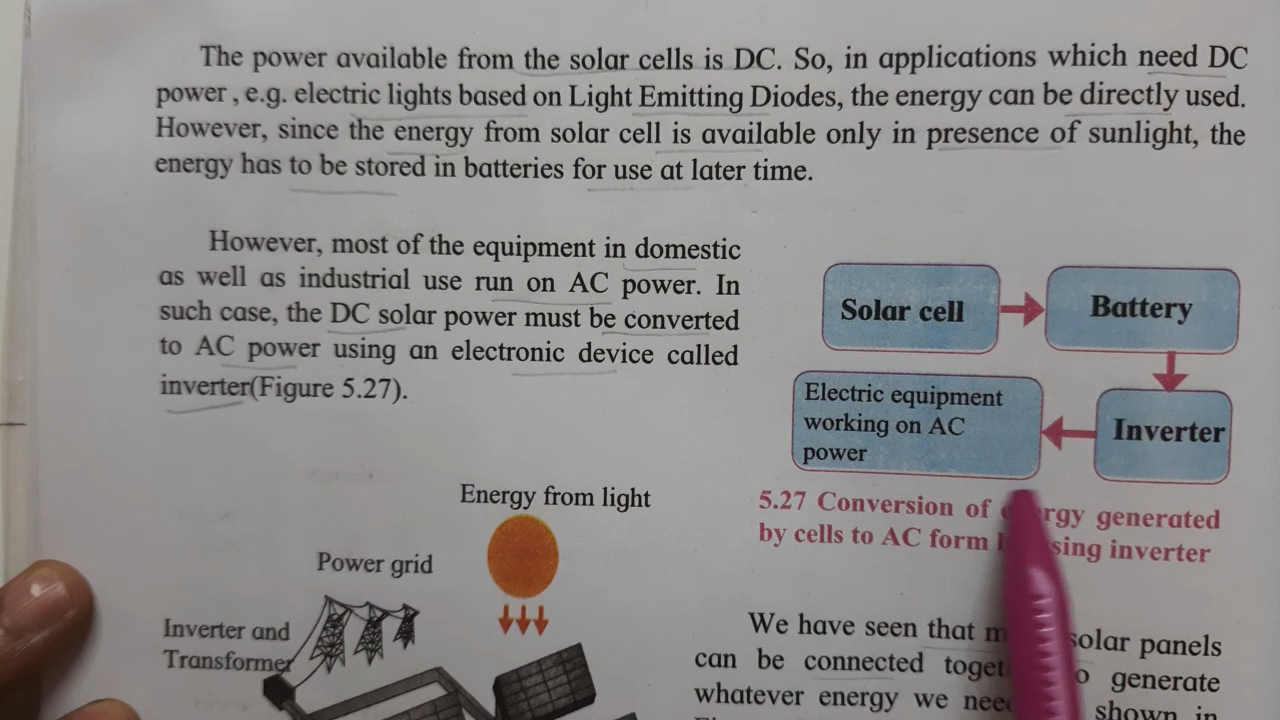 The power available from the solar cells is DC. So, in applications which need DC
power , e.g. electric lights based on Light Emitting Diodes, the energy can be directly used.
However, since the energy from solar cell is available only in presence of sunlight, the
energy has to be stored in batteries for use at later time.
However, most of the equipment in domestic
as well as industrial use run on AC power. In
such case, the DC solar power must be converted
to AC power using an electronic device called
inverter(Figure 5.27).
Solar cell
Battery
Electric equipment
working on AC
power
Inverter
5.27 Conversion of generated
by cells to AC form inverter
Energy from light
Power grid
Inverter and
Transformer
We have seen that solar panels
can be connected generate
whatever energy we shown in